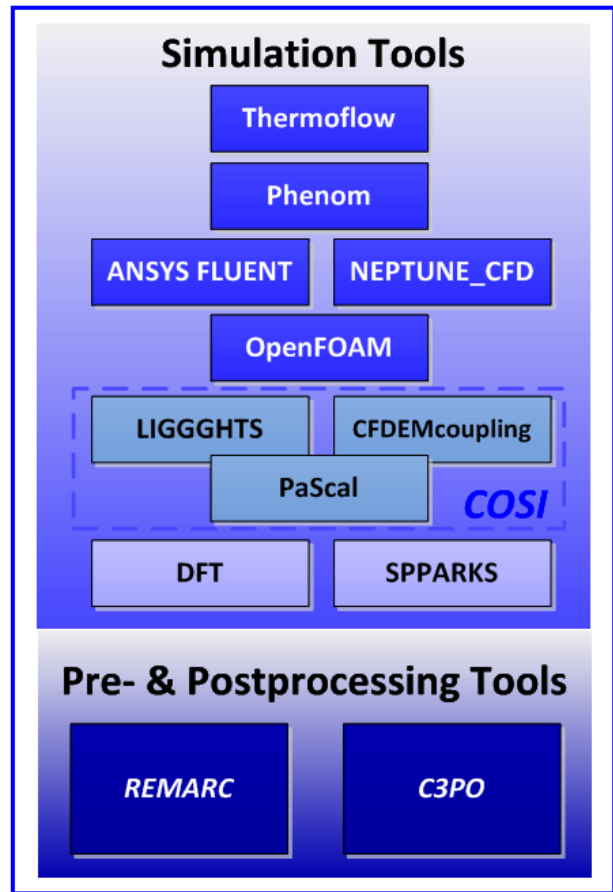 Simulation Tools
Thermoflow
Phenom
ANSYS FLUENT
NEPTUNE_CFD
OpenFOAM
LIGGGHTS
CFDEMcoupling
PaScal
COSI
DFT
SPPARKS
Pre- & Postprocessing Tools
REMARC
C3PO